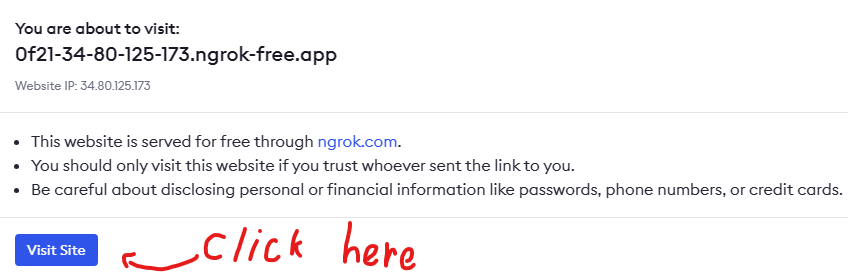 You are about to visit:
0f21-34-80-125-173.ngrok-free.app
Website IP: 34.80.125.173
• This website is served for free through ngrok.com.
• You should only visit this website if you trust whoever sent the link to you.
• Be careful about disclosing personal or financial information like passwords, phone numbers, or credit cards.
Visit Site click here